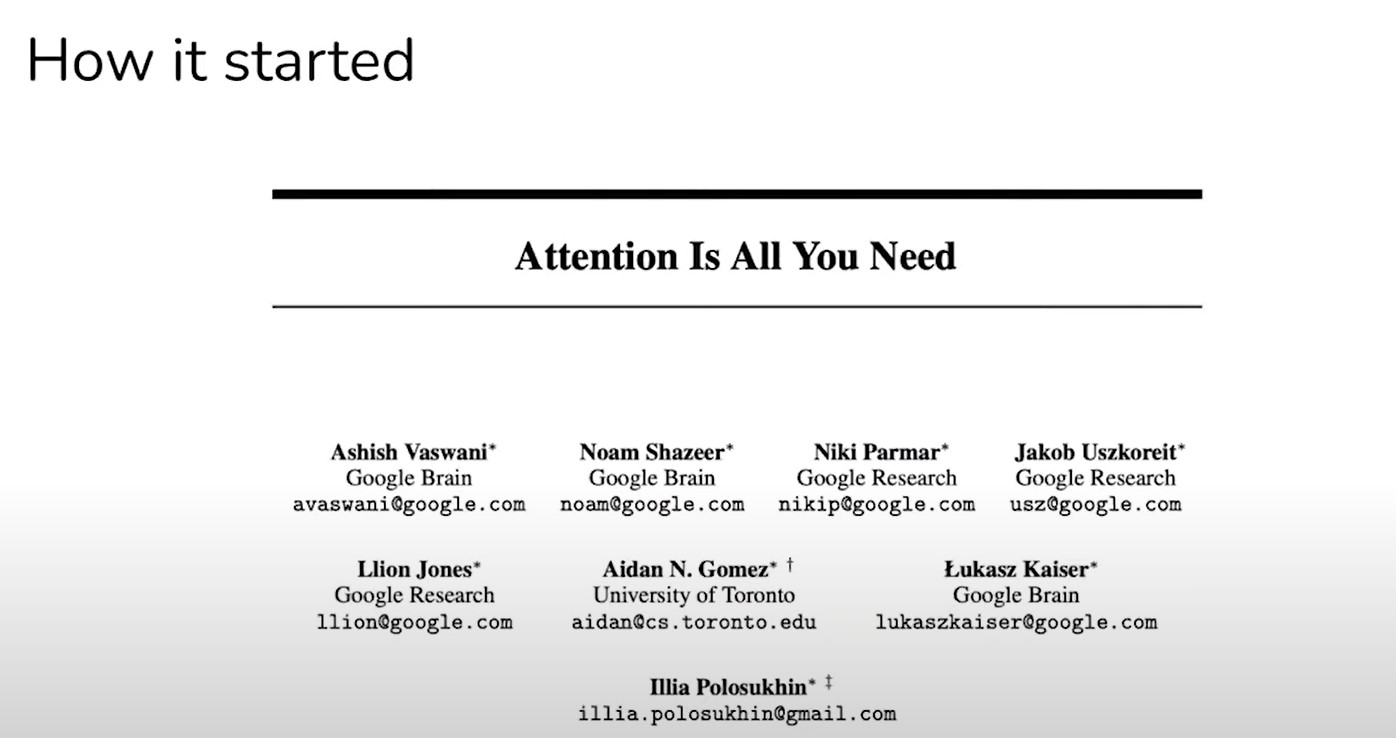 How it started
Attention Is All You Need
Ashish Vaswani* Noam Shazeer* Niki Parmar* Jakob Uszkoreit*
Google Brain Google Brain Google Research Google Research
avaswani@google.com noam@google.com nikip@google.com usz@google.com
Llion Jones* Aidan N. Gomez* † Łukasz Kaiser*
Google Research University of Toronto Google Brain
llion@google.com aidan@cs.toronto.edu lukaszkaiser@google.com
Illia Polosukhin* ‡
illia.polosukhin@gmail.com